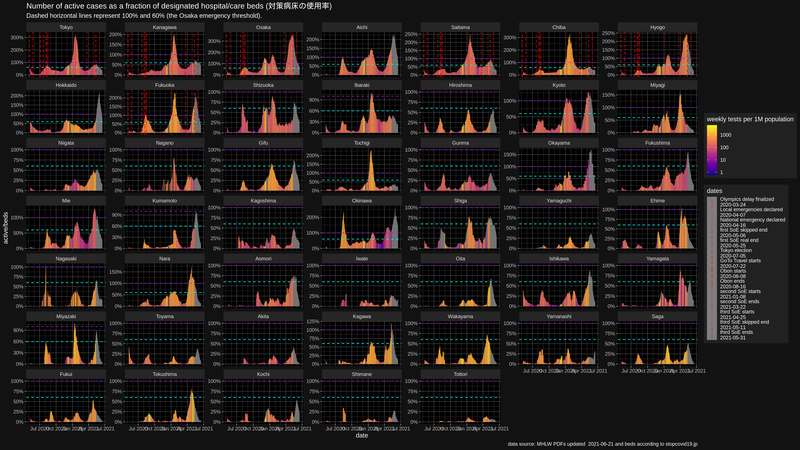 Number of active cases as a fraction of designated hospital/care beds (対策病床の使用率)
Dashed horizontal lines represent 100% and 60% (the Osaka emergency threshold).
Tokyo Kanagawa Osaka Aichi Saitama Chiba Hyogo
Hokkaido Fukuoka Shizuoka Ibaraki Hiroshima Kyoto Miyagi
Niigata Nagano Gifu Tochigi Gunma Okayama Fukushima
Mie Kumamoto Kagoshima Okinawa Shiga Yamaguchi Ehime
Nagasaki Nara Aomori Iwate Oita Ishikawa Yamagata
Miyazaki Toyama Akita Kagawa Wakayama Yamanashi Saga
Fukui Tokushima Kochi Shimane Tottori
active/beds
Jul 2020 Oct 2020 Jan 2021 Apr 2021 Jul 2021
date
weekly tests per 1M population
1000
100
10
1
dates
Olympics delay finalized
2020-03-24
Local emergencies declared
2020-04-07
National emergency declared
2020-04-16
first SoE skipped end
2020-05-06
first SoE real end
2020-05-25
Tokyo election
2020-07-05
GoTo Travel starts
2020-07-22
Obon starts
2020-08-08
Obon ends
2020-08-16
second SoE starts
2021-01-08
second SoE ends
2021-03-22
third SoE starts
2021-04-25
third SoE skipped end
2021-05-11
third SoE ends
2021-05-31
data source: MHLW PDFs updated 2021-06-21 and beds according to stopcovid19.jp